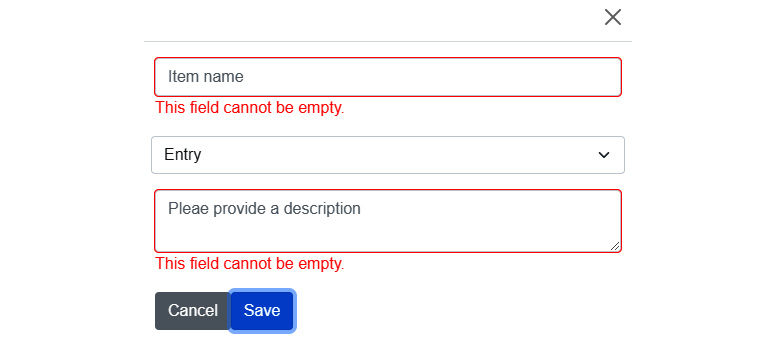 Item name
This field cannot be empty.
Entry
Pleae provide a description
This field cannot be empty.
Cancel Save